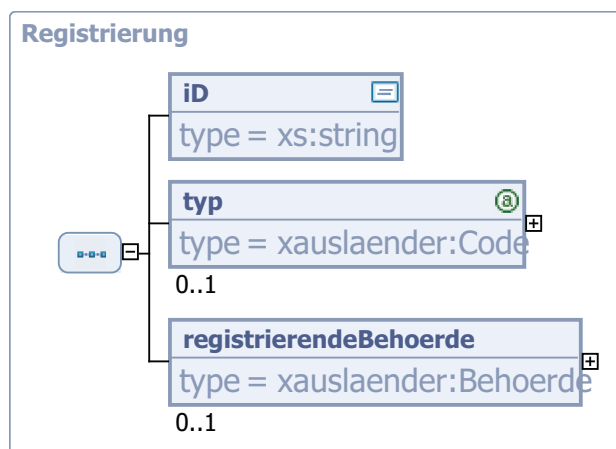 Registrierung
iD
type = xs:string
typ
type = xauslaender:Code
0..1
registrierendeBehoerde
type = xauslaender:Behoerde
0..1